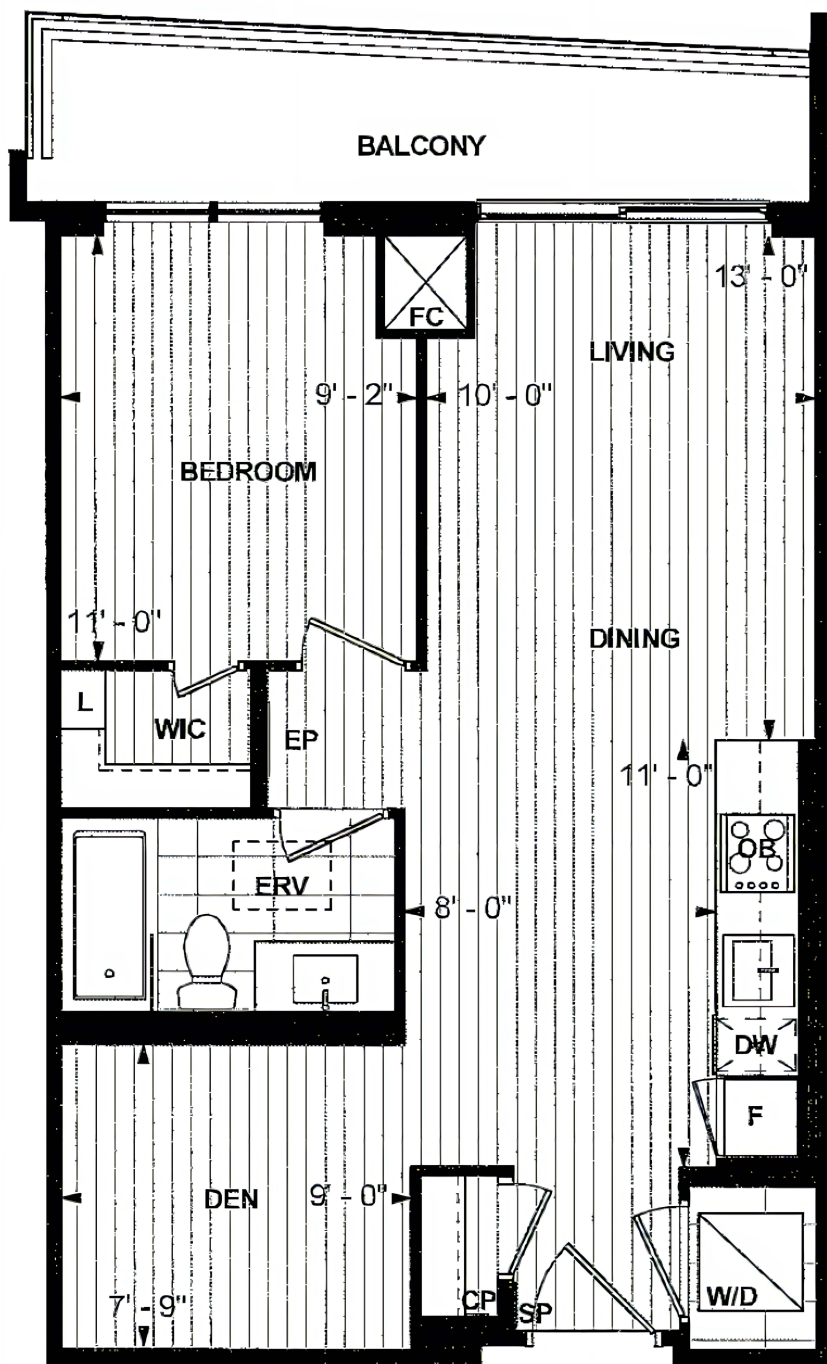 BALCONY
13' - 0"
FC
LIVING
9' - 2"
10' - 0"
BEDROOM
11' - 0"
DINING
L
WIC
EP
11' - 0"
OB
ERV
8' - 0"
DW
F
DEN
9' - 0"
CP
SP
W/D
7' - 9"